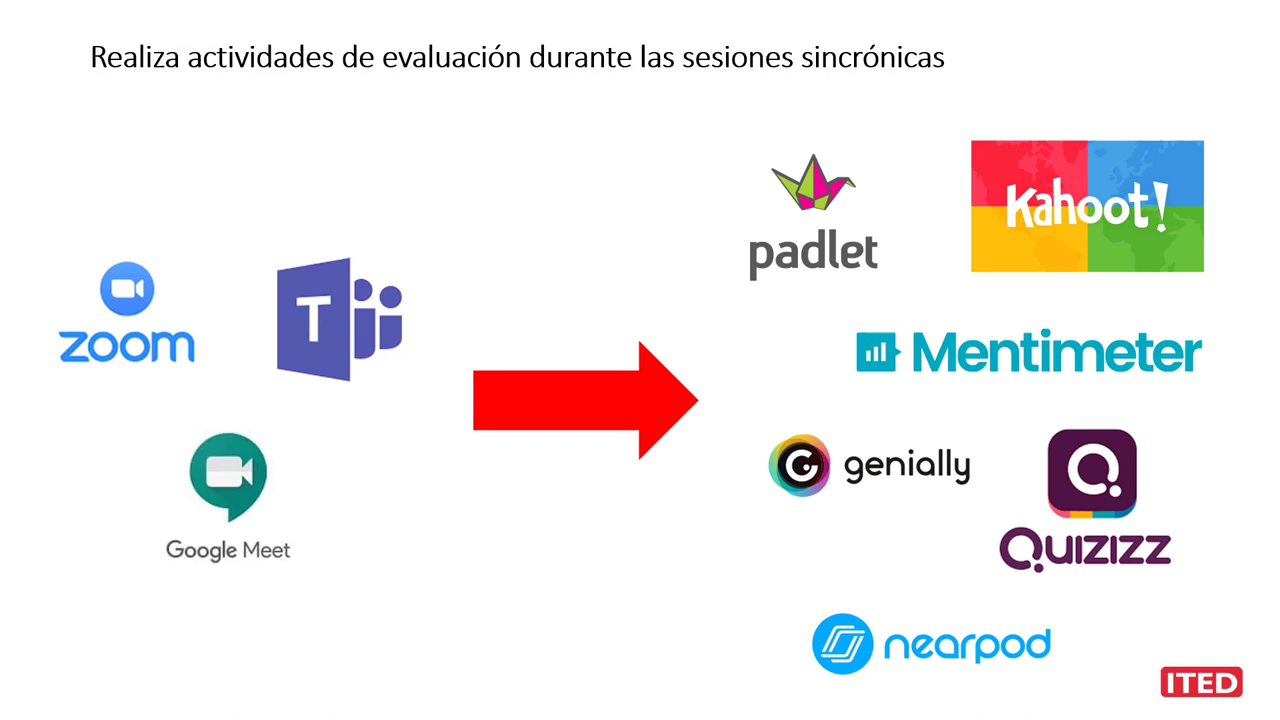 Realiza actividades de evaluación durante las sesiones sincrónicas
zoom
T
Google Meet
padlet
Kahoot!
Mentimeter
genially
Quizizz
nearpod
ITED